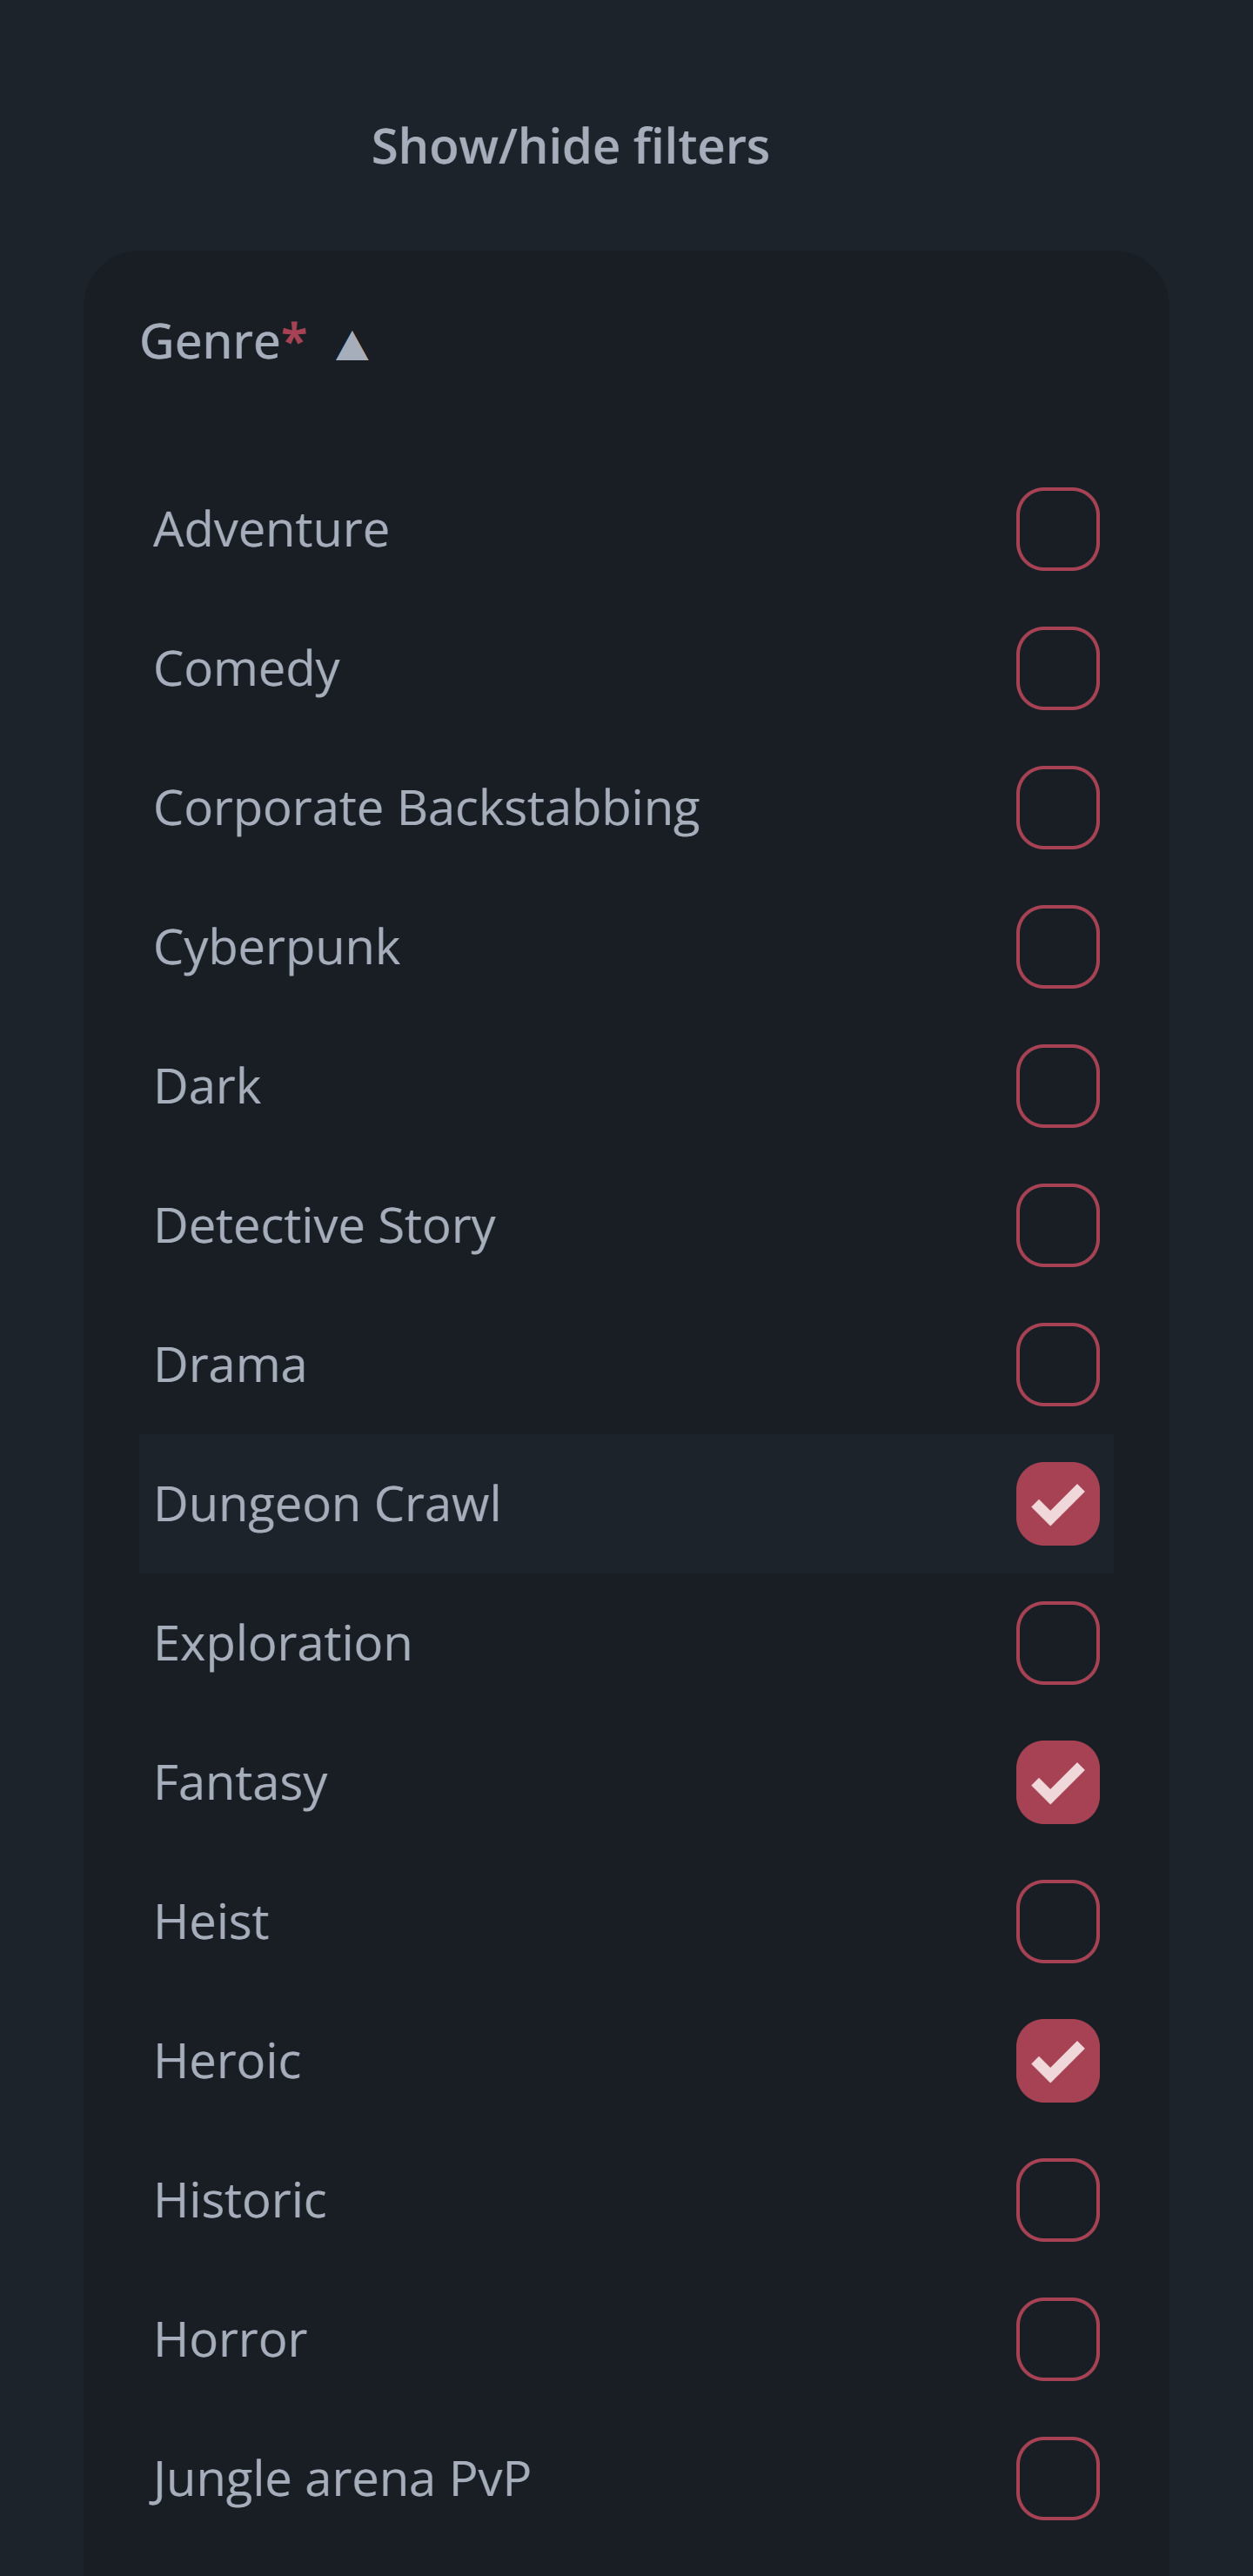 Show/hide filters
Genre* ▲
Adventure
Comedy
Corporate Backstabbing
Cyberpunk
Dark
Detective Story
Drama
Dungeon Crawl
Exploration
Fantasy
Heist
Heroic
Historic
Horror
Jungle arena PvP